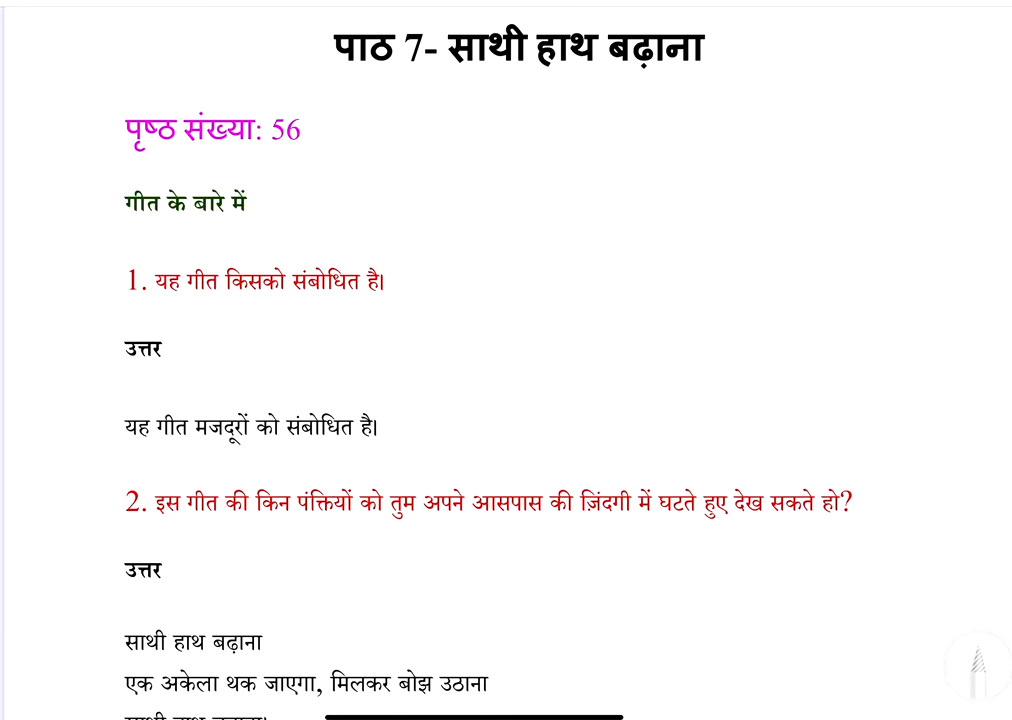 पाठ 7- साथी हाथ बढ़ाना
पृष्ठ संख्या: 56
गीत के बारे में
1. यह गीत किसको संबोधित है।
उत्तर
यह गीत मजदूरों को संबोधित है।
2. इस गीत की किन पंक्तियों को तुम अपने आसपास की ज़िंदगी में घटते हुए देख सकते हो?
उत्तर
साथी हाथ बढ़ाना
एक अकेला थक जाएगा, मिलकर बोझ उठाना